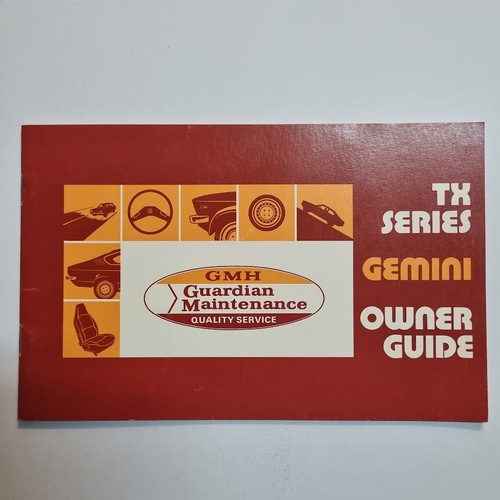 TX
SERIES
GEMINI
OWNER
GUIDE
GMH
Guardian
Maintenance
QUALITY SERVICE